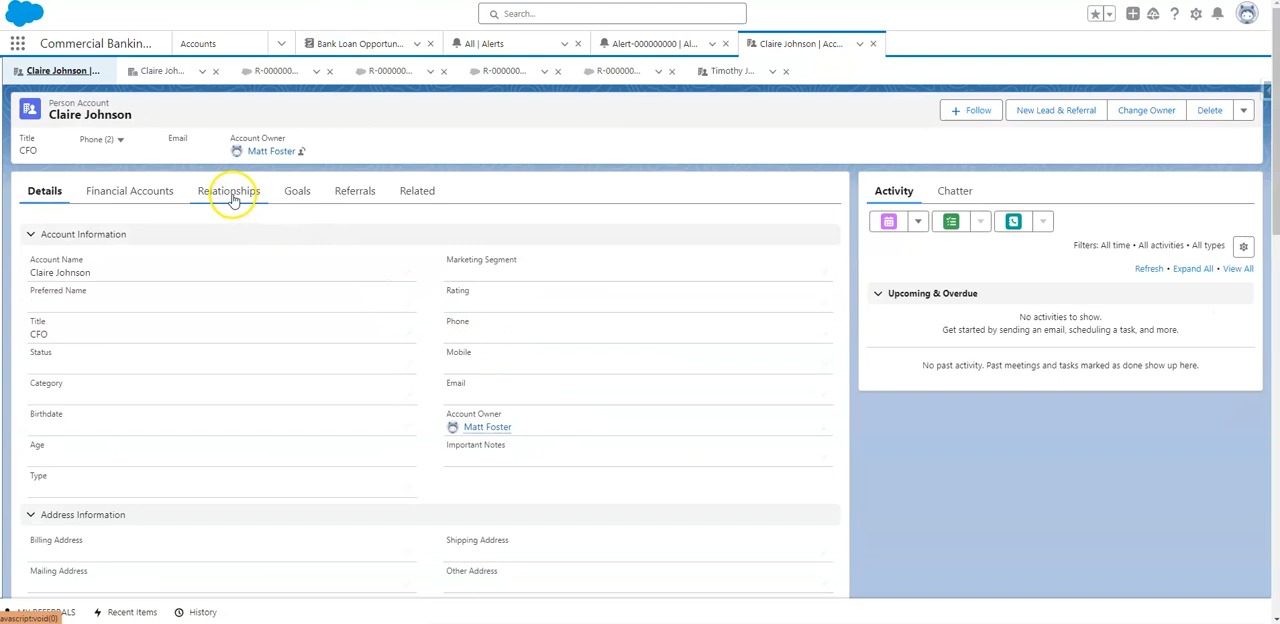 Search...
Commercial Bankin...
Accounts
Bank Loan Opportun...
All | Alerts
Alert-000000000 | Al...
Claire Johnson | Acc...
Claire Johnson |...
Claire Joh...
R-000000...
R-000000...
R-000000...
R-000000...
Timothy J...
Person Account
Claire Johnson
Follow
New Lead & Referral
Change Owner
Delete
Title
Phone (2)
Email
Account Owner
CFO
Matt Foster
Details
Financial Accounts
Relationships
Goals
Referrals
Related
Account Information
Account Name
Claire Johnson
Preferred Name
Title
CFO
Status
Category
Birthdate
Age
Type
Marketing Segment
Rating
Phone
Mobile
Email
Account Owner
Matt Foster
Important Notes
Address Information
Billing Address
Shipping Address
Mailing Address
Other Address
Activity
Chatter
Filters: All time • All activities • All types
Refresh • Expand All • View All
Upcoming & Overdue
No activities to show.
Get started by sending an email, scheduling a task, and more.
No past activity. Past meetings and tasks marked as done show up here.
MY REFERRALS
Recent Items
History
avascript:void(0)